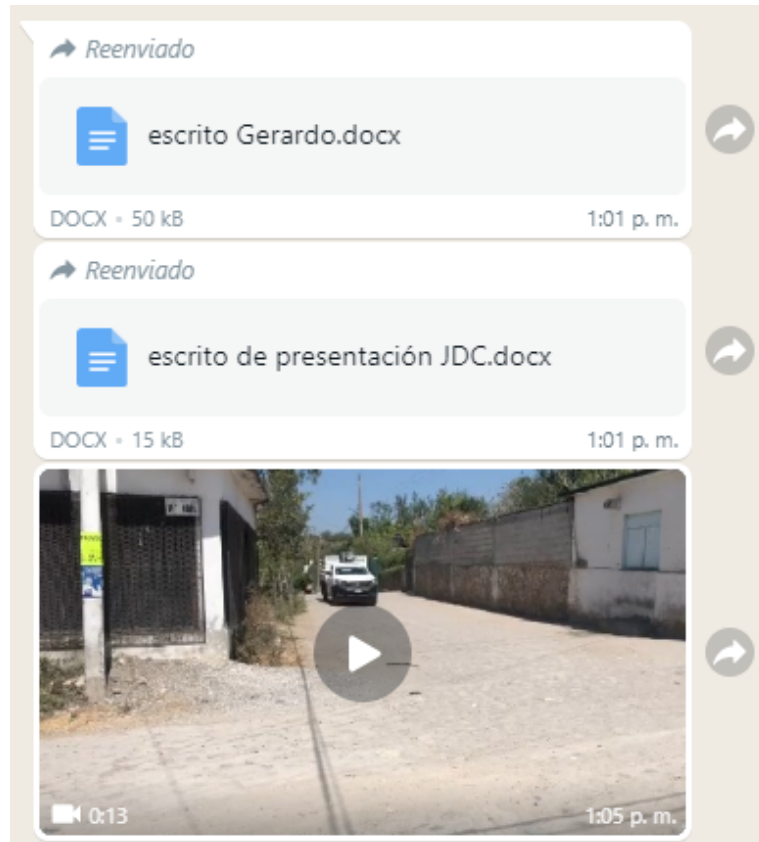 Reenviado
escrito Gerardo.docx
DOCX • 50 kB
1:01 p. m.
Reenviado
escrito de presentación JDC.docx
DOCX • 15 kB
1:01 p. m.
0:13
1:05 p. m.